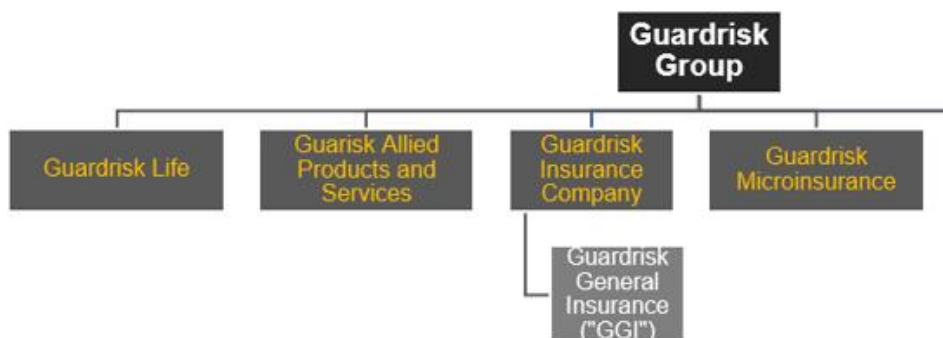 Guardrisk
Group
Guardrisk Life
Guarisk Allied
Products and
Services
Guardrisk
Insurance
Company
Guardrisk
Microinsurance
Guardrisk
General
Insurance
("GGI")